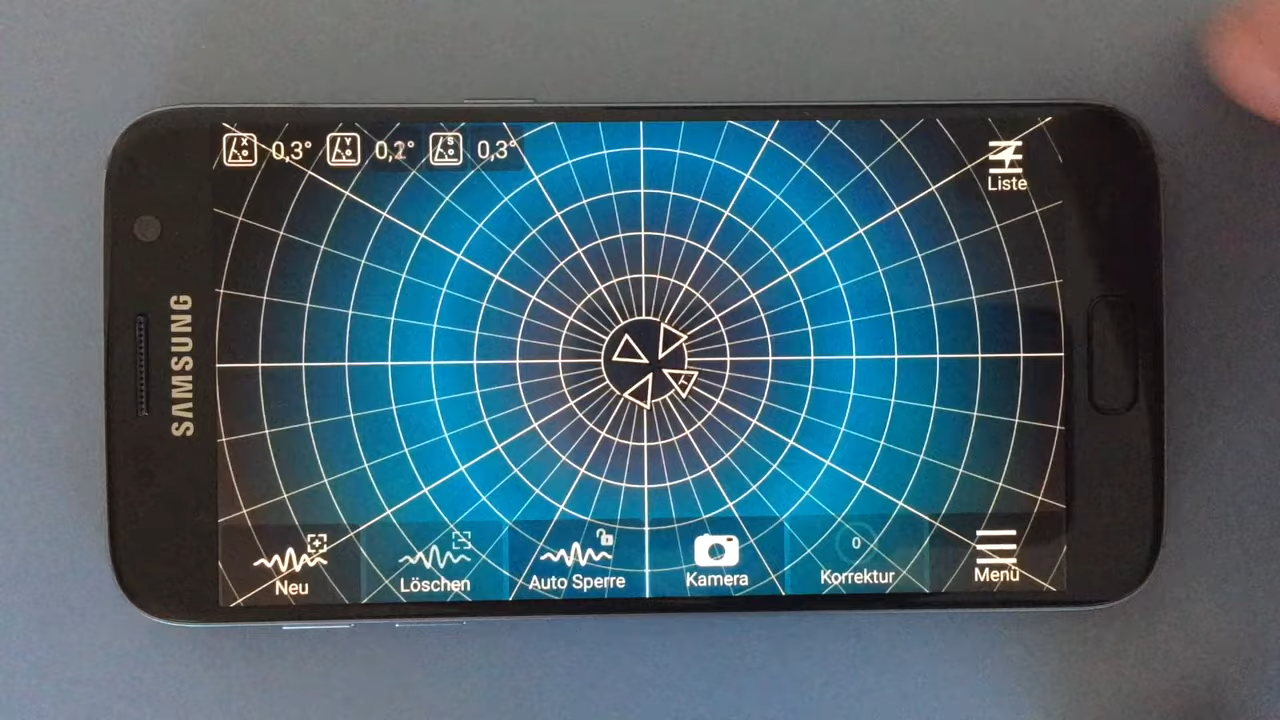 X 0,3° Y 0,2° S 0,3°
Liste
SAMSUNG
Neu
Löschen
Auto Sperre
Kamera
0
Korrektur
Menü